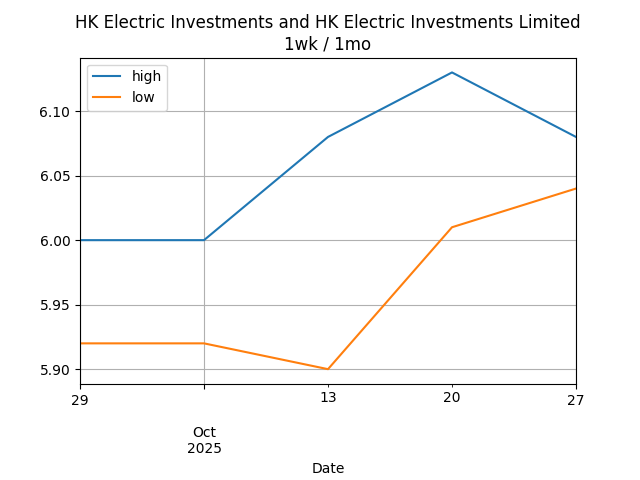 HK Electric Investments and HK Electric Investments Limited
1wk / 1mo
high
low
6.10
6.05
6.00
5.95
5.90
29
13
20
27
Oct
2025
Date